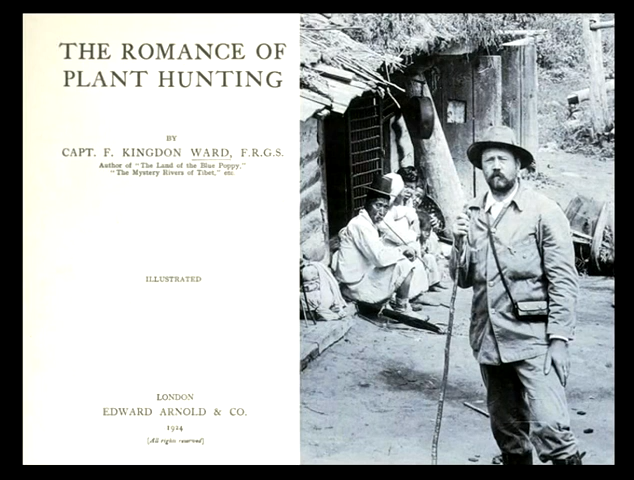 THE ROMANCE OF
PLANT HUNTING
BY
CAPT. F. KINGDON WARD, F.R.G.S.
Author of "The Land of the Blue Poppy,"
"The Mystery Rivers of Tibet," etc.
ILLUSTRATED
LONDON
EDWARD ARNOLD & CO.
1924
[All rights reserved]